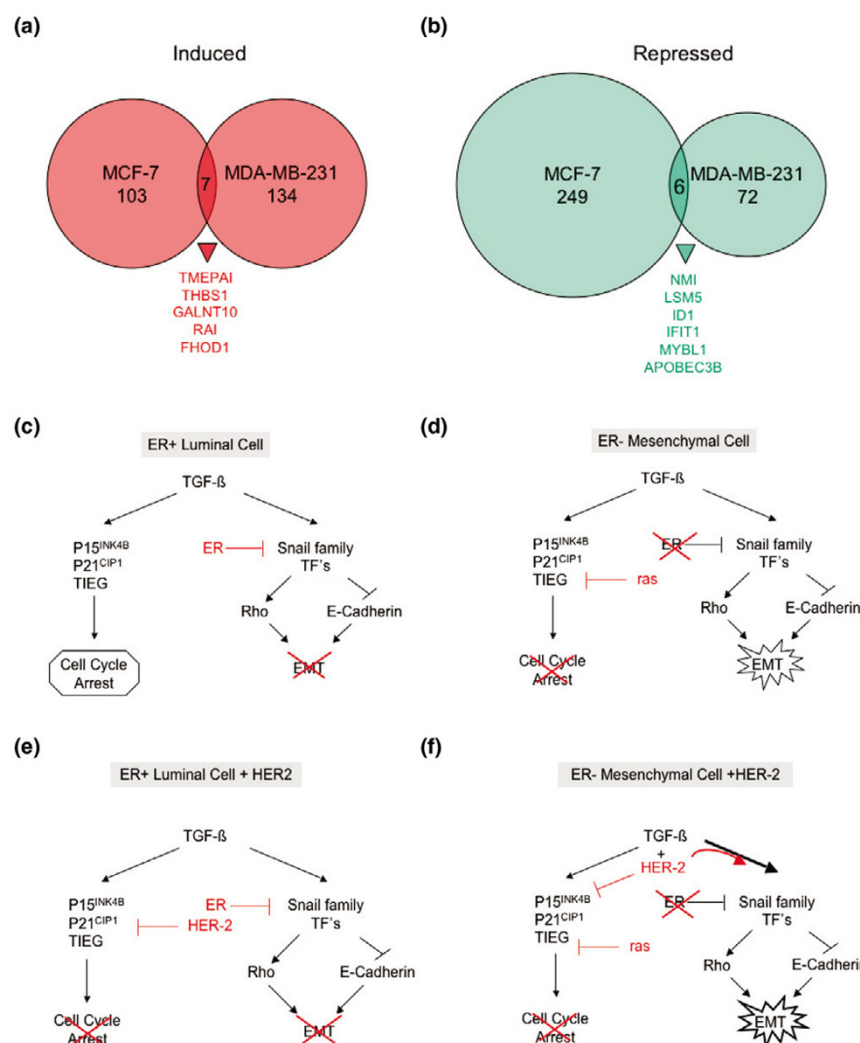 (a)
Induced
MCF-7
103
7
MDA-MB-231
134
TMEPAI
THBS1
GALNT10
RAI
FHOD1
(b)
Repressed
MCF-7
249
6
MDA-MB-231
72
NMI
LSM5
ID1
IFIT1
MYBL1
APOBEC3B
(c)
ER+ Luminal Cell
TGF-ß
P15INK4B
P21CIP1
TIEG
ER
Snail family
TF's
Rho
E-Cadherin
Cell Cycle
Arrest
EMT
(d)
ER- Mesenchymal Cell
TGF-ß
P15INK4B
P21CIP1
TIEG
ER
ras
Snail family
TF's
Rho
E-Cadherin
Cell Cycle
Arrest
EMT
(e)
ER+ Luminal Cell + HER2
TGF-ß
P15INK4B
P21CIP1
TIEG
ER
HER-2
Snail family
TF's
Rho
E-Cadherin
Cell Cycle
Arrest
EMT
(f)
ER- Mesenchymal Cell +HER-2
TGF-ß
+
HER-2
P15INK4B
P21CIP1
TIEG
ER
ras
Snail family
TF's
Rho
E-Cadherin
Cell Cycle
Arrest
EMT